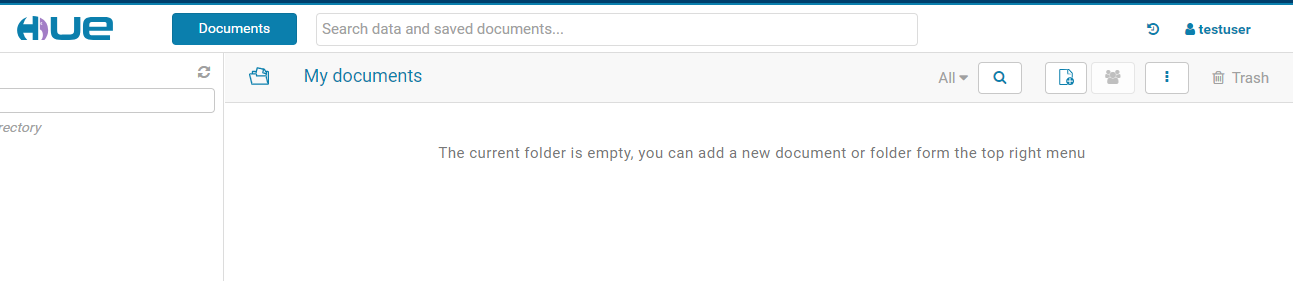 HUE
Documents
Search data and saved documents...
testuser
My documents
All
Trash
rectory
The current folder is empty, you can add a new document or folder form the top right menu